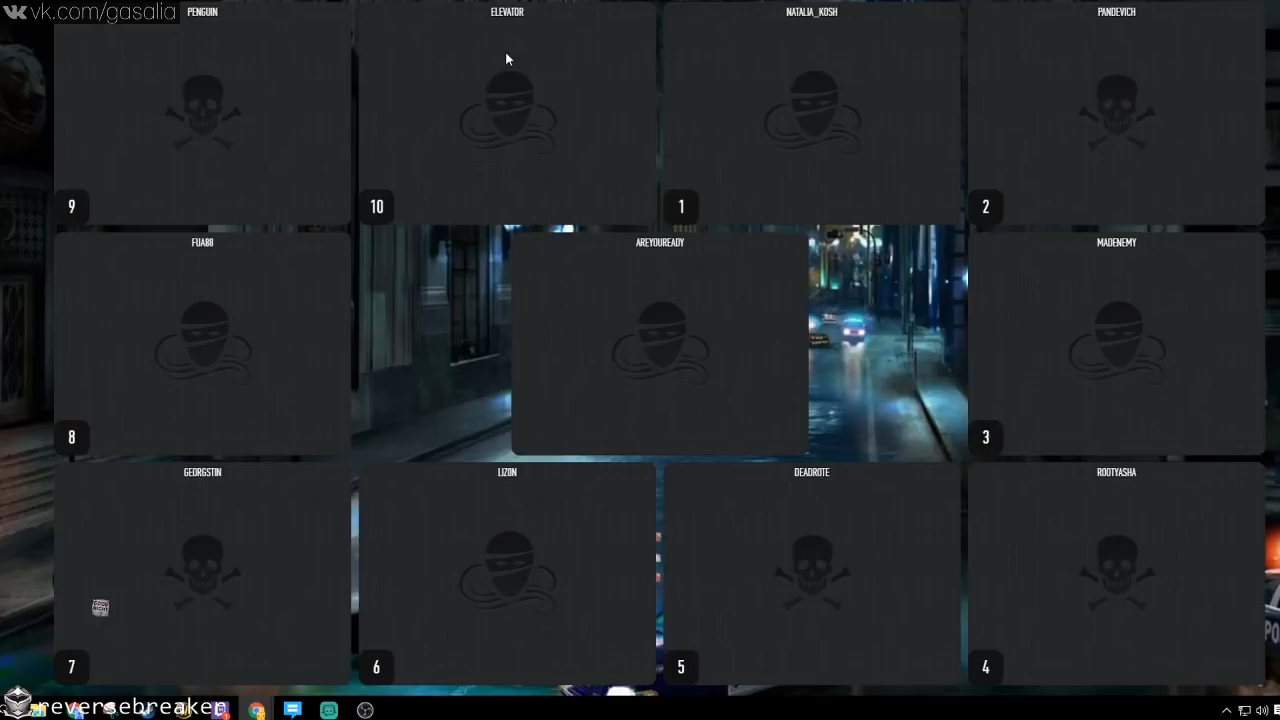 vk.com/gasalia
PENGUIN
ELEVATOR
NATALIA_KOSH
PANDEVICH
9
10
1
2
FUA88
AREYOUREADY
MADENEMY
8
3
GEORGSTIN
LIZON
DEADROTE
ROOTYASHA
7
6
5
4
reversebreaker